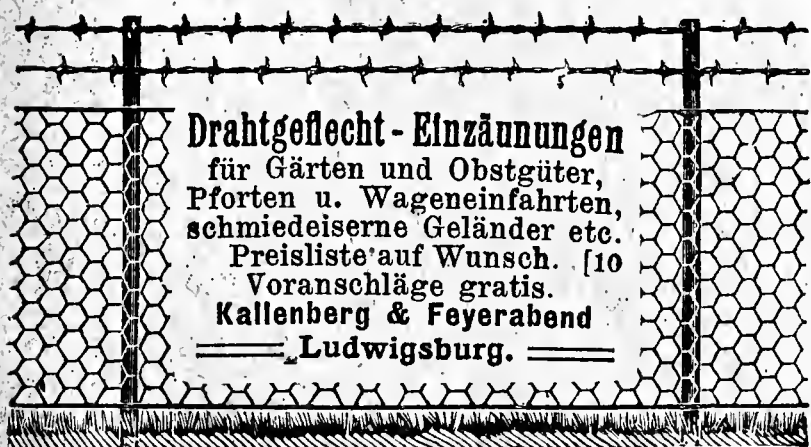 Drahtgeflecht - Einzäunungen
für Gärten und Obstgüter,
Pforten u. Wageneinfahrten,
schmiedeiserne Geländer etc.
Preisliste auf Wunsch. [10
Voranschläge gratis.
Kallenberg & Feyerabend
Ludwigsburg.